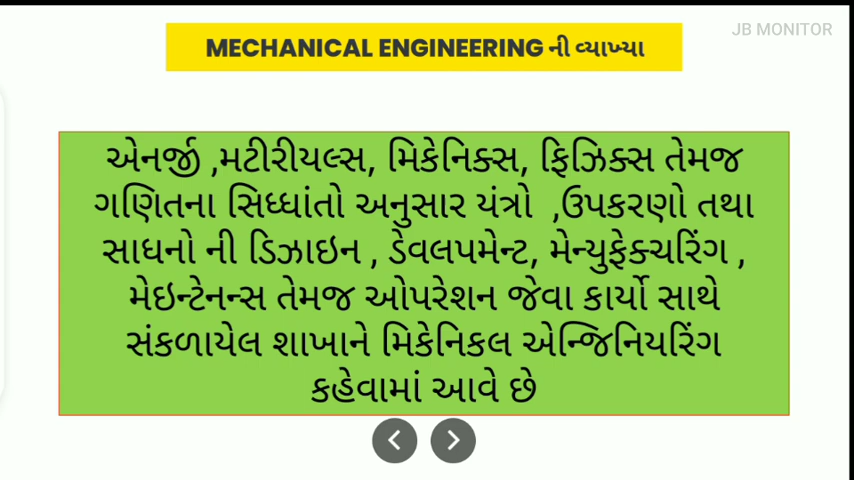 JB MONITOR
MECHANICAL ENGINEERING ની વ્યાખ્યા
એનર્જી ,મટીરીયલ્સ, મિકેનિક્સ, ફિઝિક્સ તેમજ
ગણિતના સિધ્ધાંતો અનુસાર યંત્રો ,ઉપકરણો તથા
સાધનો ની ડિઝાઇન , ડેવલપમેન્ટ, મેન્યુફેક્ચરિંગ ,
મેઇન્ટેનન્સ તેમજ ઓપરેશન જેવા કાર્યો સાથે
સંકળાયેલ શાખાને મિકેનિકલ એન્જિનિયરિંગ
કહેવામાં આવે છે